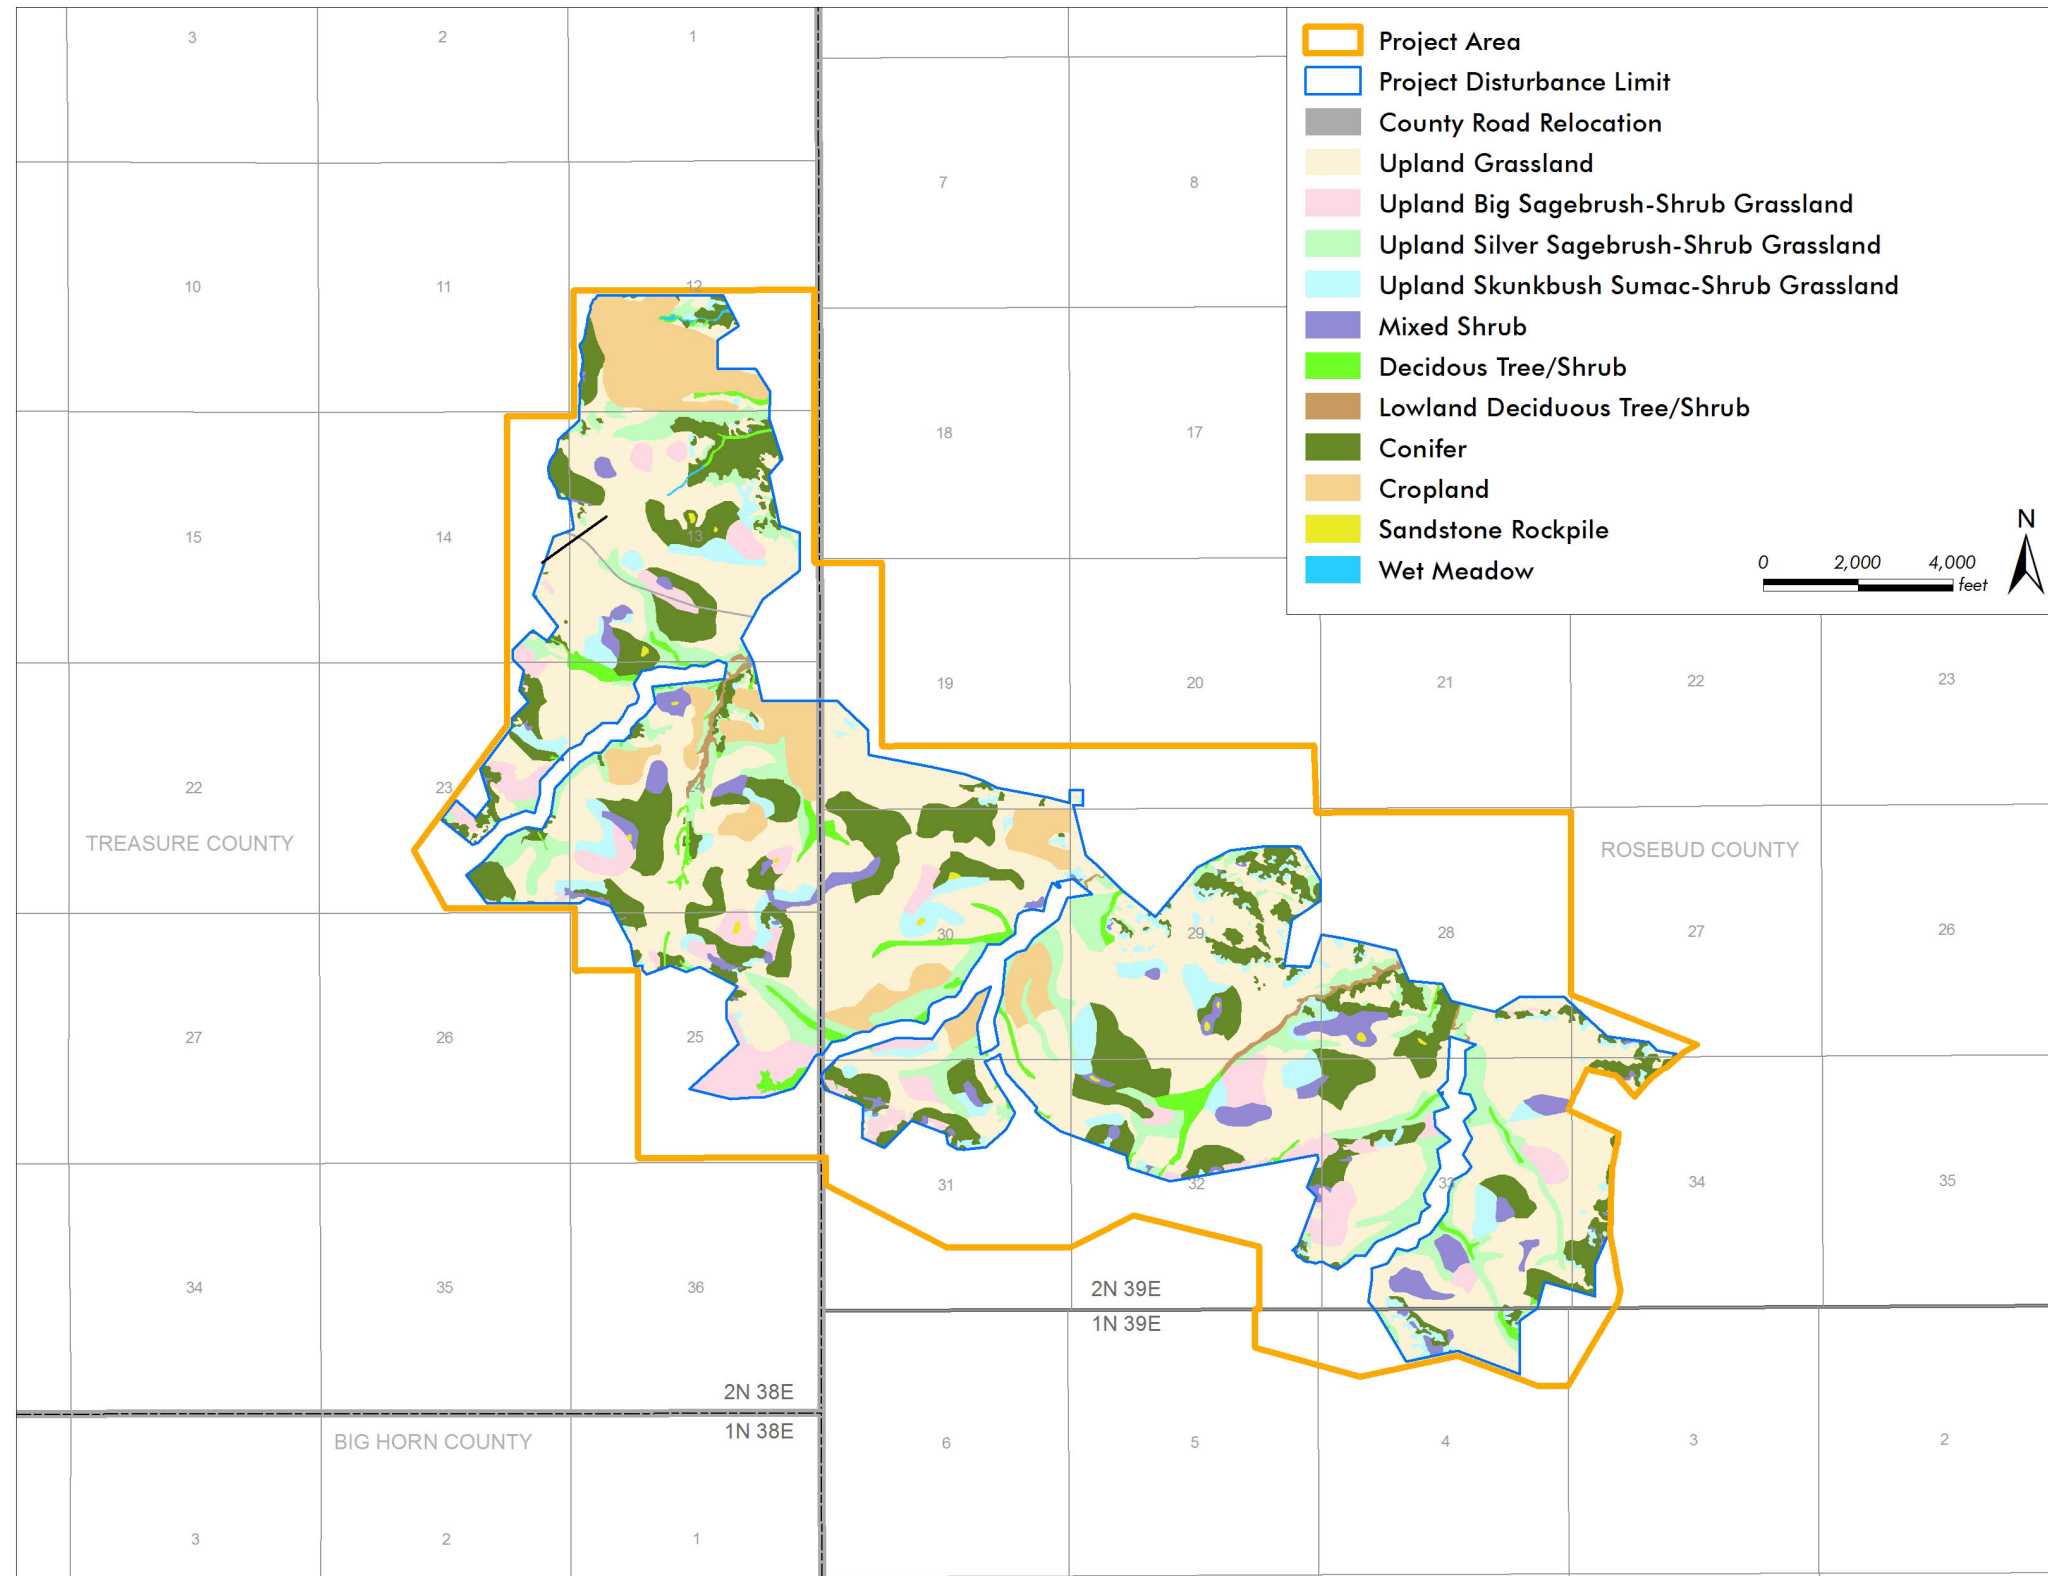 3 2 1
Project Area
Project Disturbance Limit
County Road Relocation
Upland Grassland
Upland Big Sagebrush-Shrub Grassland
Upland Silver Sagebrush-Shrub Grassland
Upland Skunkbush Sumac-Shrub Grassland
Mixed Shrub
Decidous Tree/Shrub
Lowland Deciduous Tree/Shrub
Conifer
Cropland
Sandstone Rockpile
Wet Meadow
0 2,000 4,000
feet
N
7 8
10 11 12
18 17
15 14 13
19 20 21 22 23
22 23 24
TREASURE COUNTY
ROSEBUD COUNTY
30 29 28 27 26
27 26 25
31 32 33 34 35
34 35 36
2N 39E
1N 39E
2N 38E
1N 38E
BIG HORN COUNTY
6 5 4 3 2
3 2 1